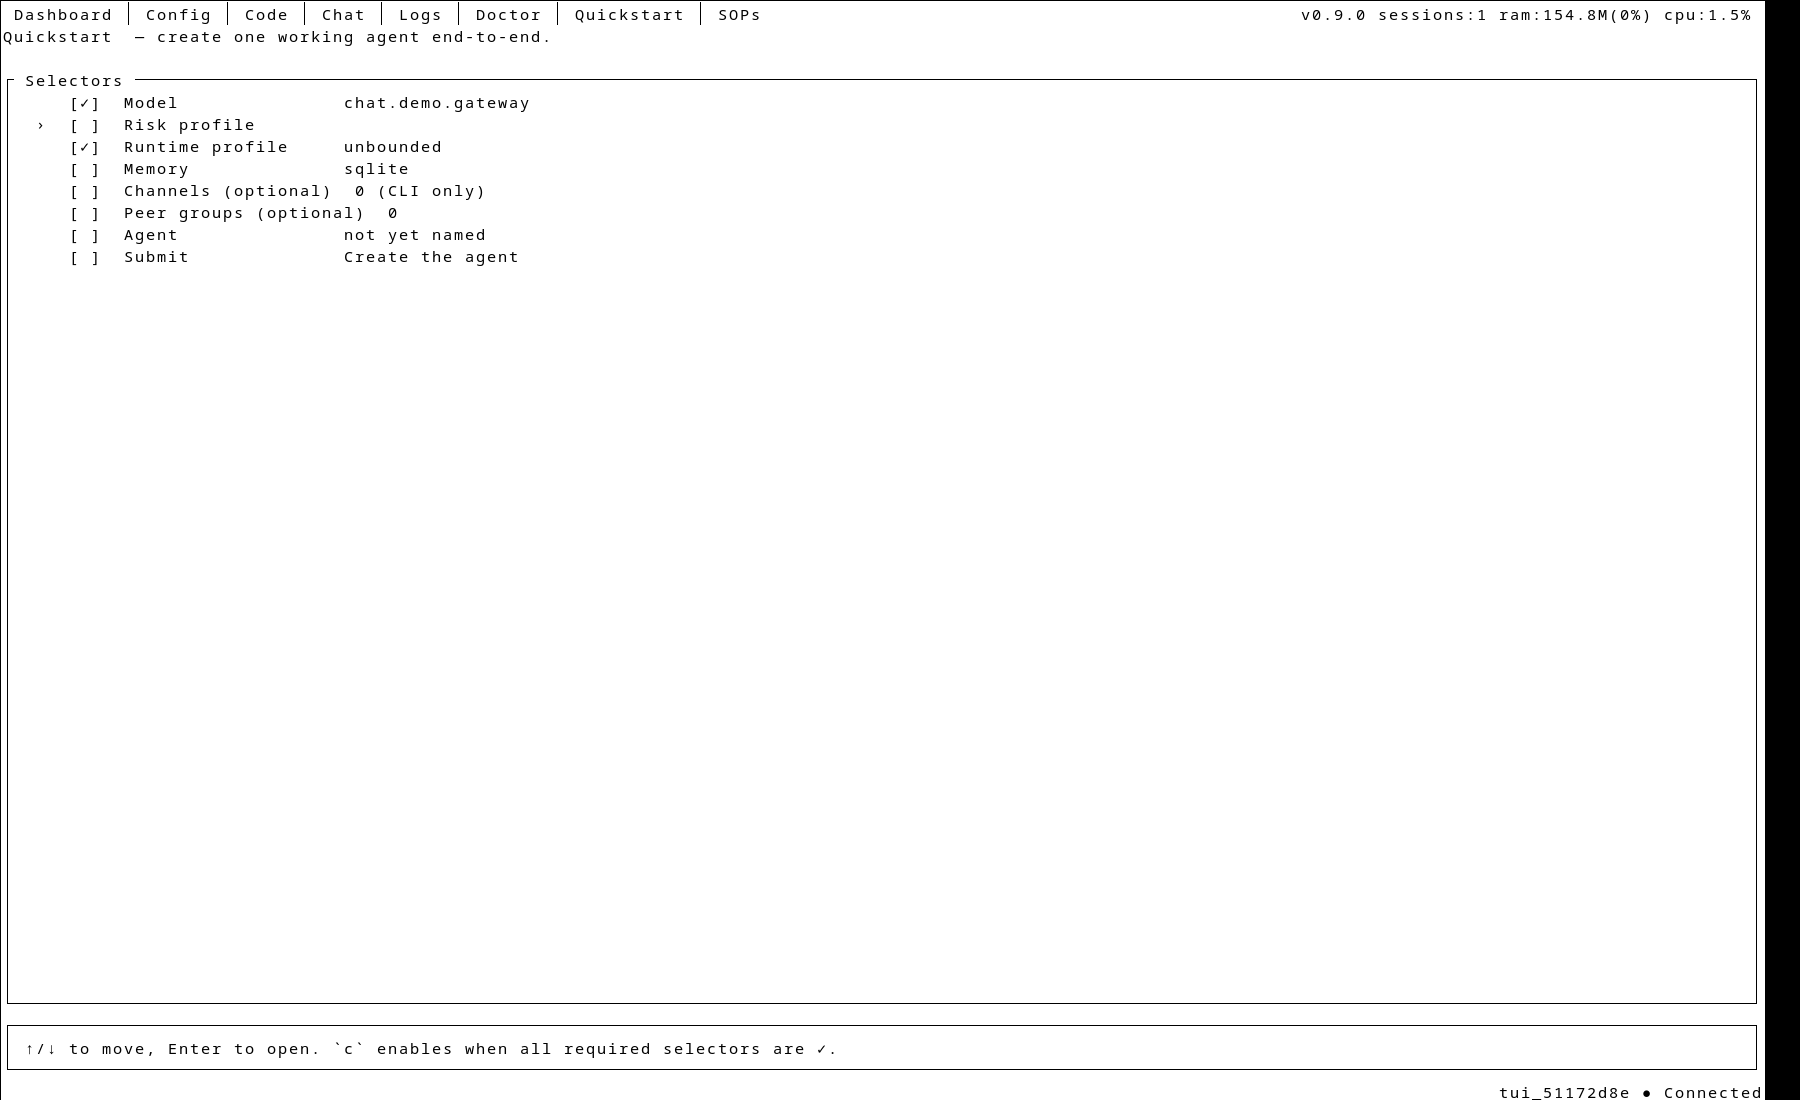 Dashboard │ Config │ Code │ Chat │ Logs │ Doctor │ Quickstart │ SOPs v0.9.0 sessions:1 ram:154.8M(0%) cpu:1.5%
Quickstart — create one working agent end-to-end.
Selectors
[✓] Model chat.demo.gateway
› [ ] Risk profile
[✓] Runtime profile unbounded
[ ] Memory sqlite
[ ] Channels (optional) 0 (CLI only)
[ ] Peer groups (optional) 0
[ ] Agent not yet named
[ ] Submit Create the agent
↑/↓ to move, Enter to open. `c` enables when all required selectors are ✓.
tui_51172d8e ● Connected